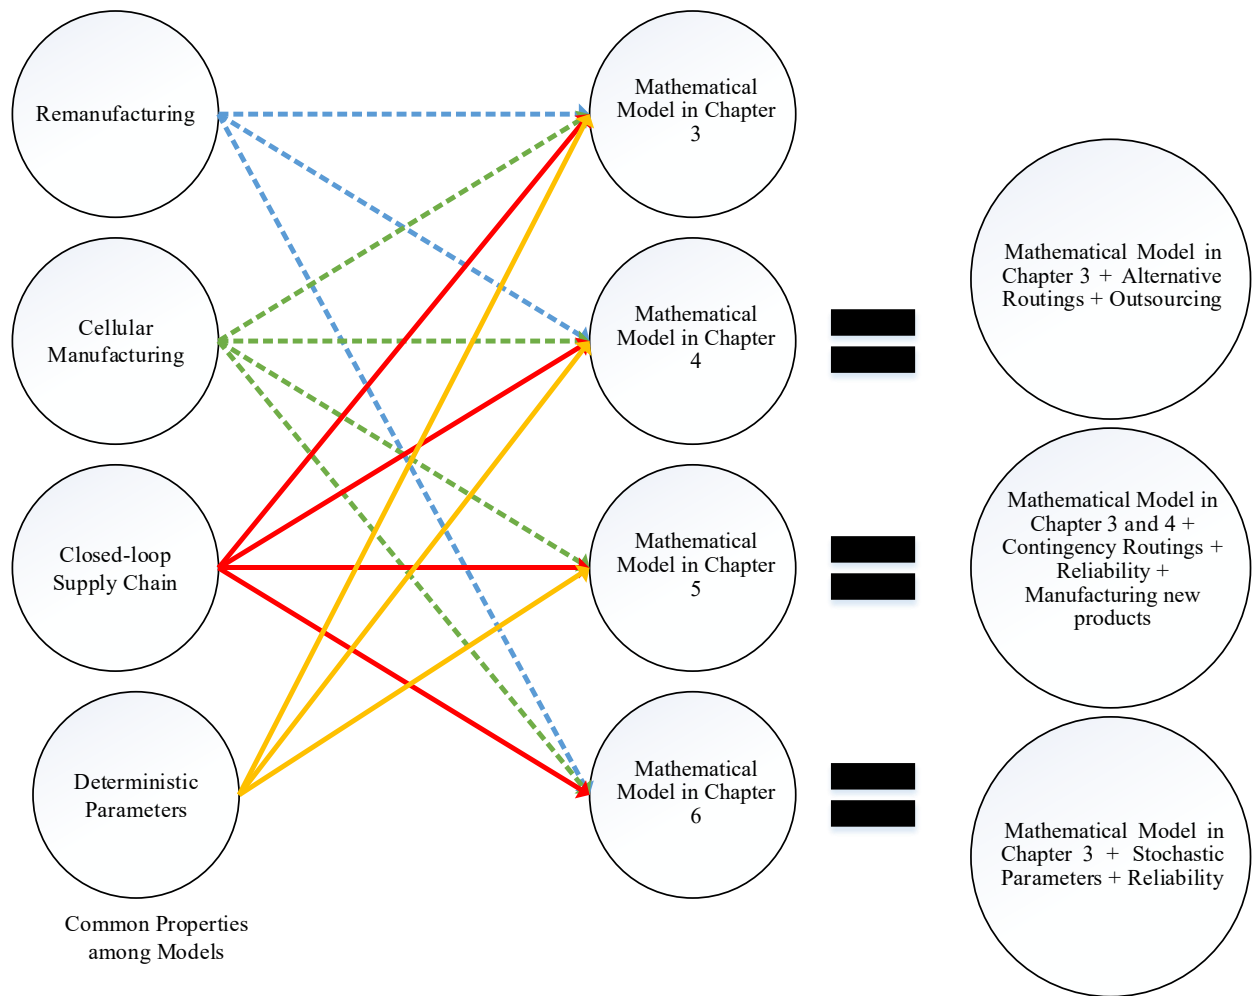 Remanufacturing
Cellular
Manufacturing
Closed-loop
Supply Chain
Deterministic
Parameters
Common Properties
among Models
Mathematical
Model in Chapter
3
Mathematical
Model in Chapter
4
Mathematical
Model in Chapter
5
Mathematical
Model in Chapter
6
Mathematical Model in
Chapter 3 + Alternative
Routings + Outsourcing
Mathematical Model in
Chapter 3 and 4 +
Contingency Routings +
Reliability +
Manufacturing new
products
Mathematical Model in
Chapter 3 + Stochastic
Parameters + Reliability